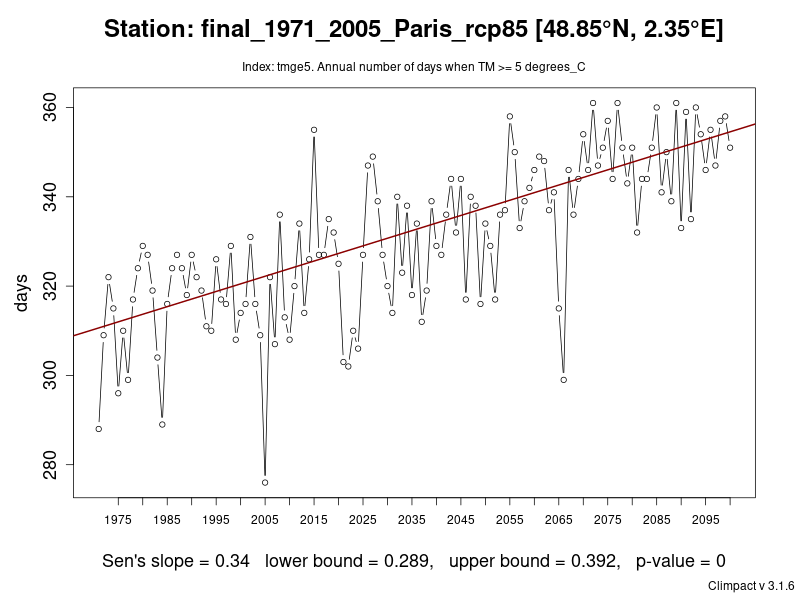 Station: final_1971_2005_Paris_rcp85 [48.85°N, 2.35°E]
Index: tmge5. Annual number of days when TM >= 5 degrees_C
days
360
340
320
300
280
1975 1985 1995 2005 2015 2025 2035 2045 2055 2065 2075 2085 2095
Sen's slope = 0.34 lower bound = 0.289, upper bound = 0.392, p-value = 0
Climpact v 3.1.6